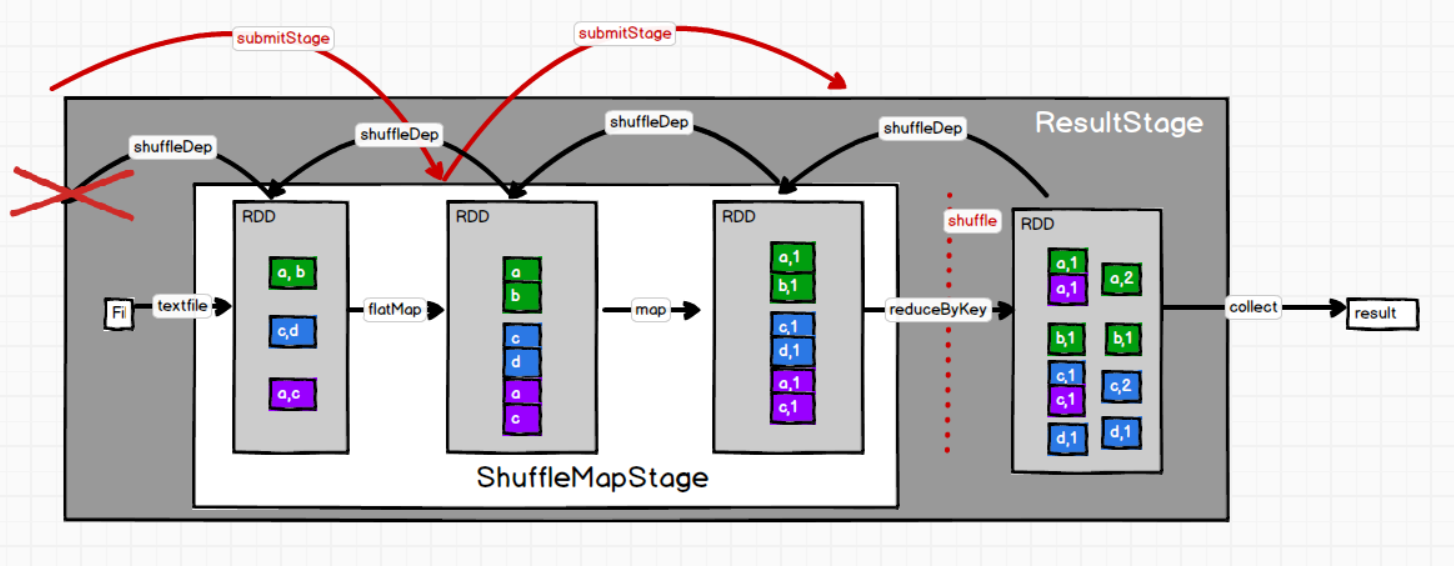 submitStage
submitStage
ResultStage
shuffleDep
shuffleDep
shuffleDep
shuffleDep
shuffle
Fi
textfile
RDD
a, b
c,d
a,c
flatMap
RDD
a
b
c
d
a
c
map
RDD
a,1
b,1
c,1
d,1
a,1
c,1
reduceByKey
RDD
a,1
a,1
a,2
b,1
b,1
c,1
c,1
c,2
d,1
d,1
collect
result
ShuffleMapStage